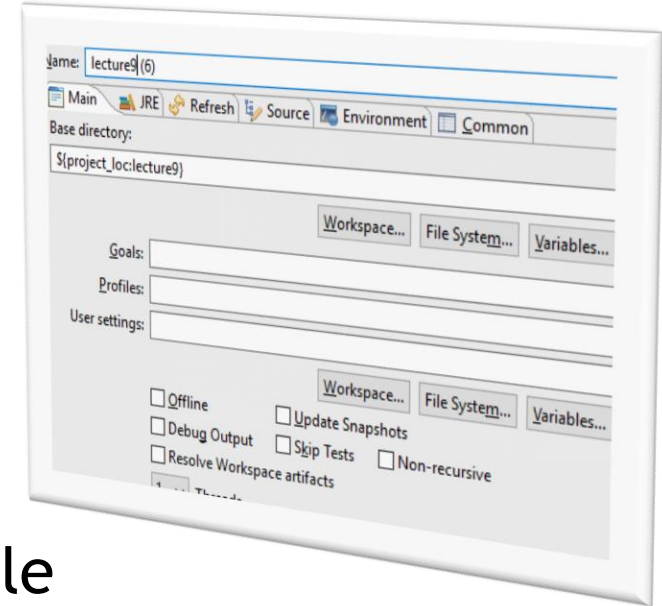 Name: lecture9 (6)
Main JRE Refresh Source Environment Common
Base directory:
${project_loc:lecture9}
Workspace... File System... Variables...
Goals:
Profiles:
User settings:
Workspace... File System... Variables...
Offline Update Snapshots
Debug Output Skip Tests Non-recursive
Resolve Workspace artifacts
1 Threads
le